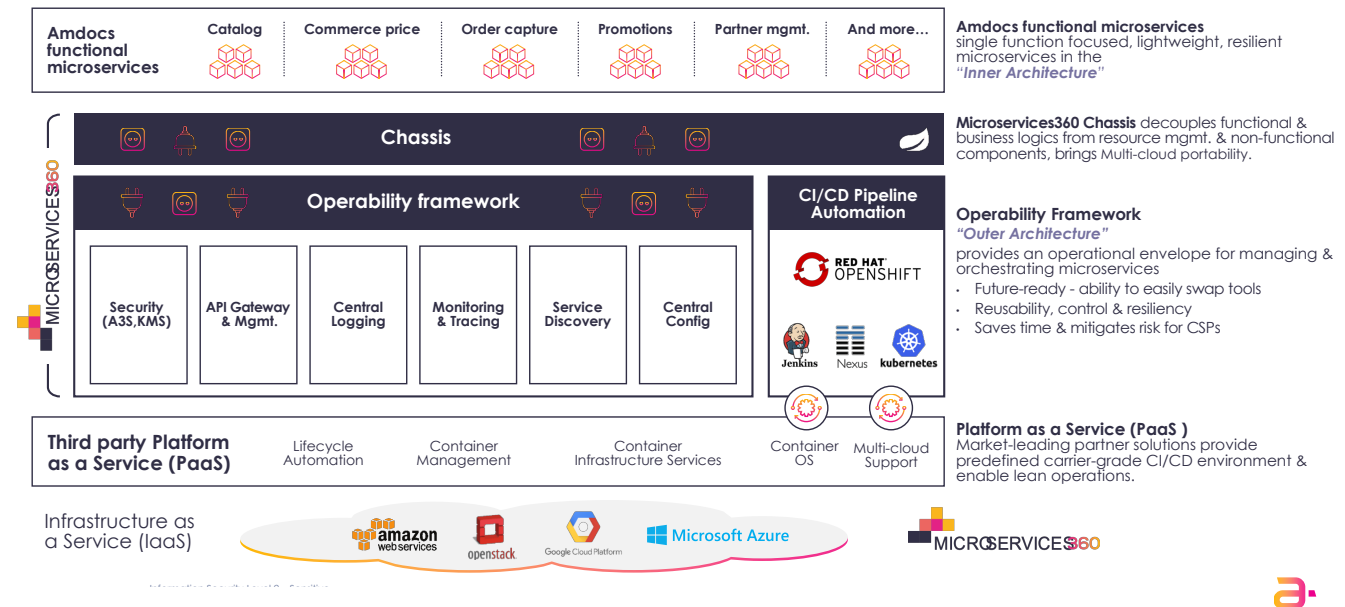 Amdocs
functional
microservices
Catalog
Commerce price
Order capture
Promotions
Partner mgmt.
And more...
Amdocs functional microservices
single function focused, lightweight, resilient
microservices in the
“Inner Architecture”
MICROSERVICES360
Chassis
Microservices360 Chassis decouples functional &
business logics from resource mgmt. & non-functional
components, brings Multi-cloud portability.
Operability framework
Security
(A3S,KMS)
API Gateway
& Mgmt.
Central
Logging
Monitoring
& Tracing
Service
Discovery
Central
Config
CI/CD Pipeline
Automation
RED HAT
OPENSHIFT
Jenkins
Nexus
kubernetes
Operability Framework
“Outer Architecture”
provides an operational envelope for managing &
orchestrating microservices
• Future-ready - ability to easily swap tools
• Reusability, control & resiliency
• Saves time & mitigates risk for CSPs
Third party Platform
as a Service (PaaS)
Lifecycle
Automation
Container
Management
Container
Infrastructure Services
Container
OS
Multi-cloud
Support
Platform as a Service (PaaS )
Market-leading partner solutions provide
predefined carrier-grade CI/CD environment &
enable lean operations.
Infrastructure as
a Service (IaaS)
amazon
webservices
openstack
Google Cloud Platform
Microsoft Azure
MICROSERVICES360
Information Security Level 2 - Sensitive
a